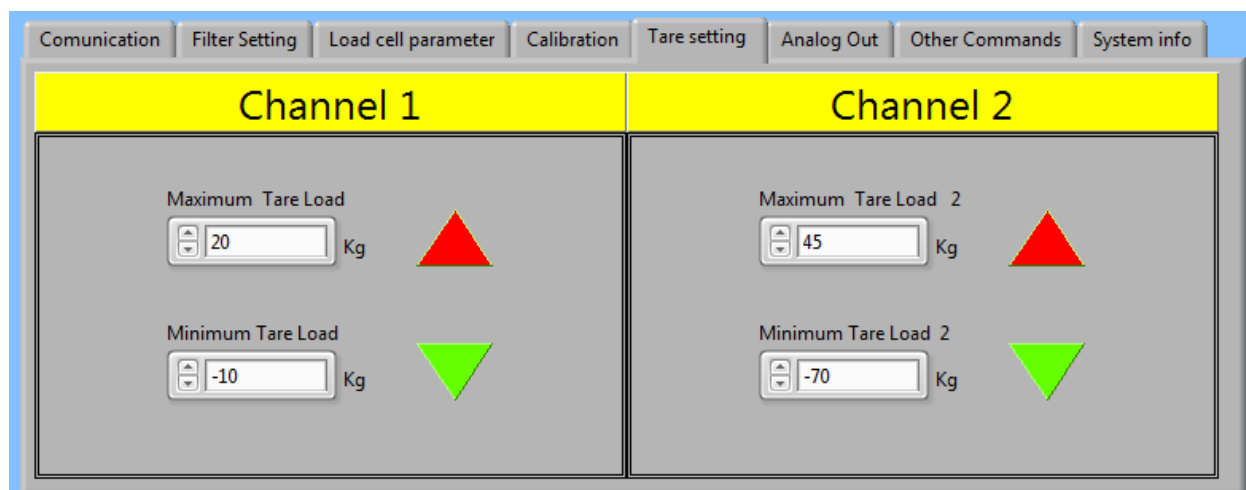 Comunication Filter Setting Load cell parameter Calibration Tare setting Analog Out Other Commands System info
Channel 1
Maximum Tare Load
20 Kg
Minimum Tare Load
-10 Kg
Channel 2
Maximum Tare Load 2
45 Kg
Minimum Tare Load 2
-70 Kg